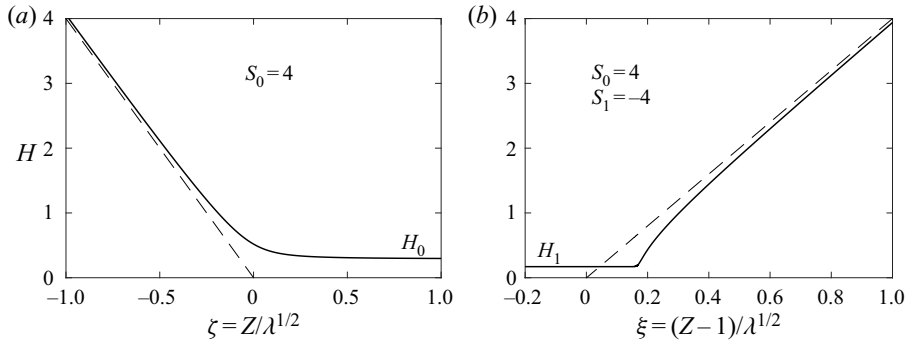 (a)
4
3
2
1
0
H
S₀ = 4
H₀
–1.0 –0.5 0 0.5 1.0
ζ = Z/λ^{1/2}
(b)
4
3
2
1
0
S₀ = 4
S₁ = –4
H₁
–0.2 0 0.2 0.4 0.6 0.8 1.0
ξ = (Z – 1)/λ^{1/2}